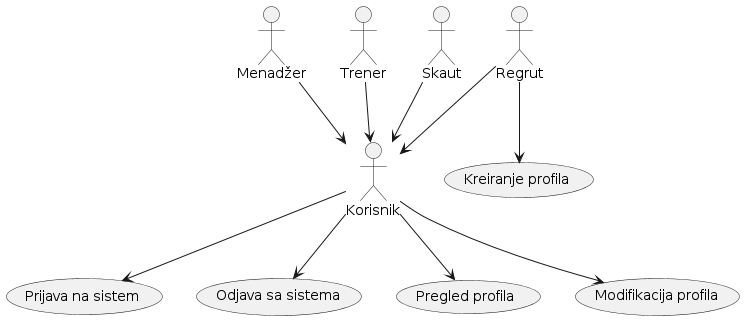 Menadžer
Trener
Skaut
Regrut
Kreiranje profila
Korisnik
Prijava na sistem
Odjava sa sistema
Pregled profila
Modifikacija profila